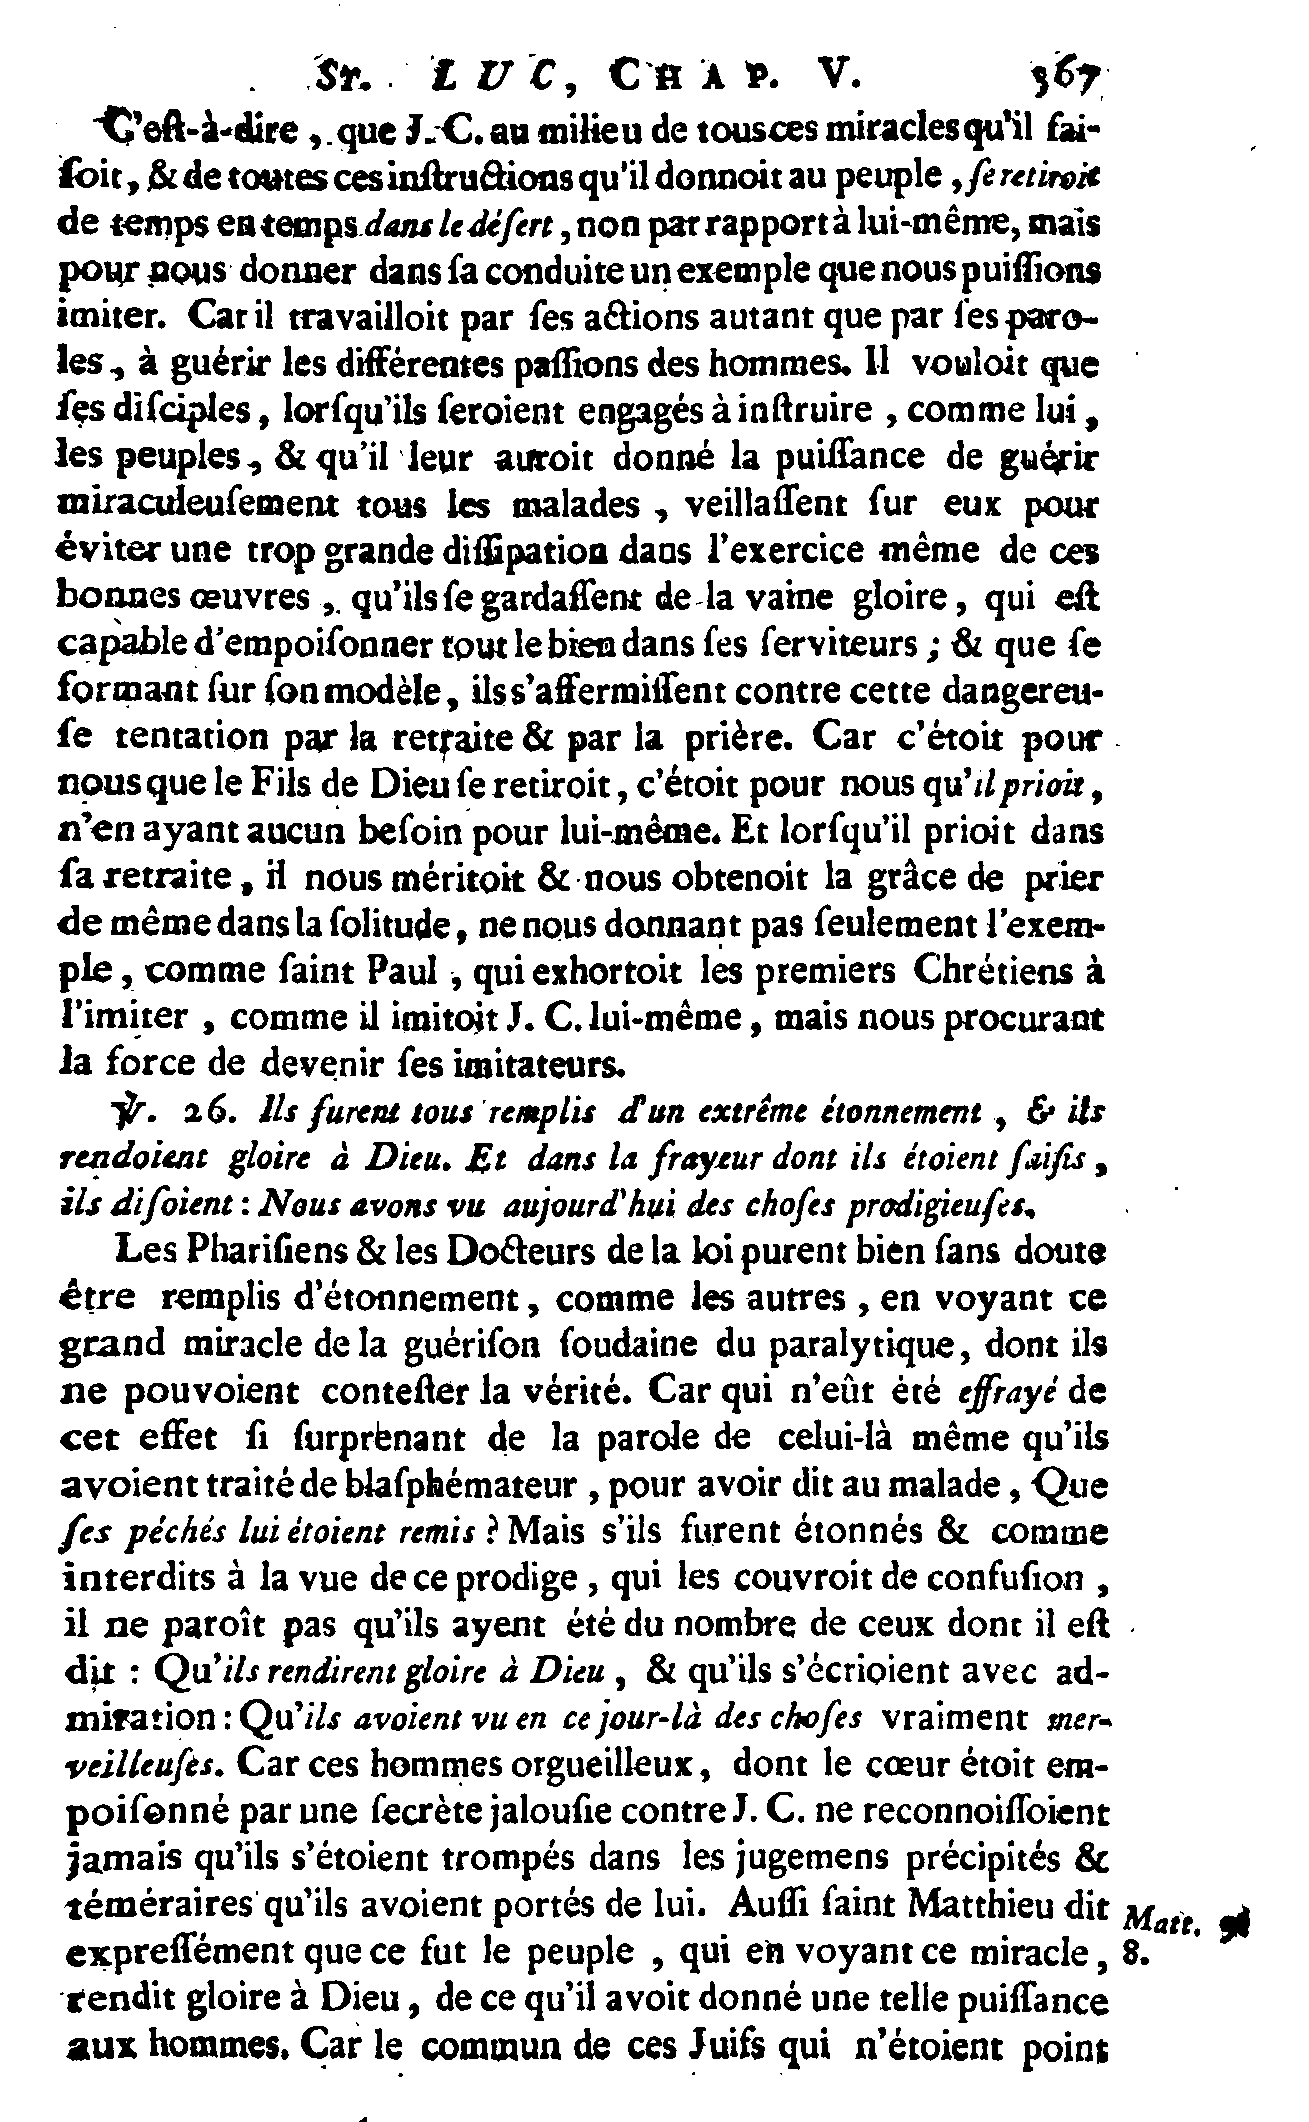 St. LUC, CHAP. V. 367
C'eſt-à-dire, que J. C. au milieu de tous ces miracles qu'il fai-
ſoit, & de toutes ces inſtructions qu'il donnoit au peuple, ſe retiroit
de temps en temps dans le déſert, non par rapport à lui-même, mais
pour nous donner dans ſa conduite un exemple que nous puiſſions
imiter. Car il travailloit par ſes actions autant que par ſes paro-
les, à guérir les différentes paſſions des hommes. Il vouloit que
ſes diſciples, lorſqu'ils ſeroient engagés à inſtruire, comme lui,
les peuples, & qu'il leur auroit donné la puiſſance de guérir
miraculeuſement tous les malades, veillaſſent ſur eux pour
éviter une trop grande diſſipation dans l'exercice même de ces
bonnes œuvres, qu'ils ſe gardaſſent de la vaine gloire, qui eſt
capable d'empoiſonner tout le bien dans ſes ſerviteurs; & que ſe
formant ſur ſon modèle, ils s'affermiſſent contre cette dangereu-
ſe tentation par la retraite & par la prière. Car c'étoit pour
nous que le Fils de Dieu ſe retiroit, c'étoit pour nous qu'il prioit,
n'en ayant aucun beſoin pour lui-même. Et lorſqu'il prioit dans
ſa retraite, il nous méritoit & nous obtenoit la grâce de prier
de même dans la ſolitude, ne nous donnant pas ſeulement l'exem-
ple, comme ſaint Paul, qui exhortoit les premiers Chrétiens à
l'imiter, comme il imitoit J. C. lui-même, mais nous procurant
la force de devenir ſes imitateurs.
℣. 26. Ils furent tous remplis d'un extrême étonnement, & ils
rendoient gloire à Dieu. Et dans la frayeur dont ils étoient ſaiſis,
ils diſoient : Nous avons vu aujourd'hui des choſes prodigieuſes.
Les Phariſiens & les Docteurs de la loi purent bien ſans doute
être remplis d'étonnement, comme les autres, en voyant ce
grand miracle de la guériſon ſoudaine du paralytique, dont ils
ne pouvoient conteſter la vérité. Car qui n'eût été effrayé de
cet effet ſi ſurprenant de la parole de celui-là même qu'ils
avoient traité de blaſphémateur, pour avoir dit au malade, Que
ſes péchés lui étoient remis ? Mais s'ils furent étonnés & comme
interdits à la vue de ce prodige, qui les couvroit de confuſion,
il ne paroît pas qu'ils ayent été du nombre de ceux dont il eſt
dit : Qu'ils rendirent gloire à Dieu, & qu'ils s'écrioient avec ad-
miration : Qu'ils avoient vu en ce jour-là des choſes vraiment mer-
veilleuſes. Car ces hommes orgueilleux, dont le cœur étoit em-
poiſonné par une ſecrète jalouſie contre J. C. ne reconnoiſſoient
jamais qu'ils s'étoient trompés dans les jugemens précipités &
téméraires qu'ils avoient portés de lui. Auſſi ſaint Matthieu dit Matt. 9.
expreſſément que ce fut le peuple, qui en voyant ce miracle, 8.
rendit gloire à Dieu, de ce qu'il avoit donné une telle puiſſance
aux hommes. Car le commun de ces Juifs qui n'étoient point